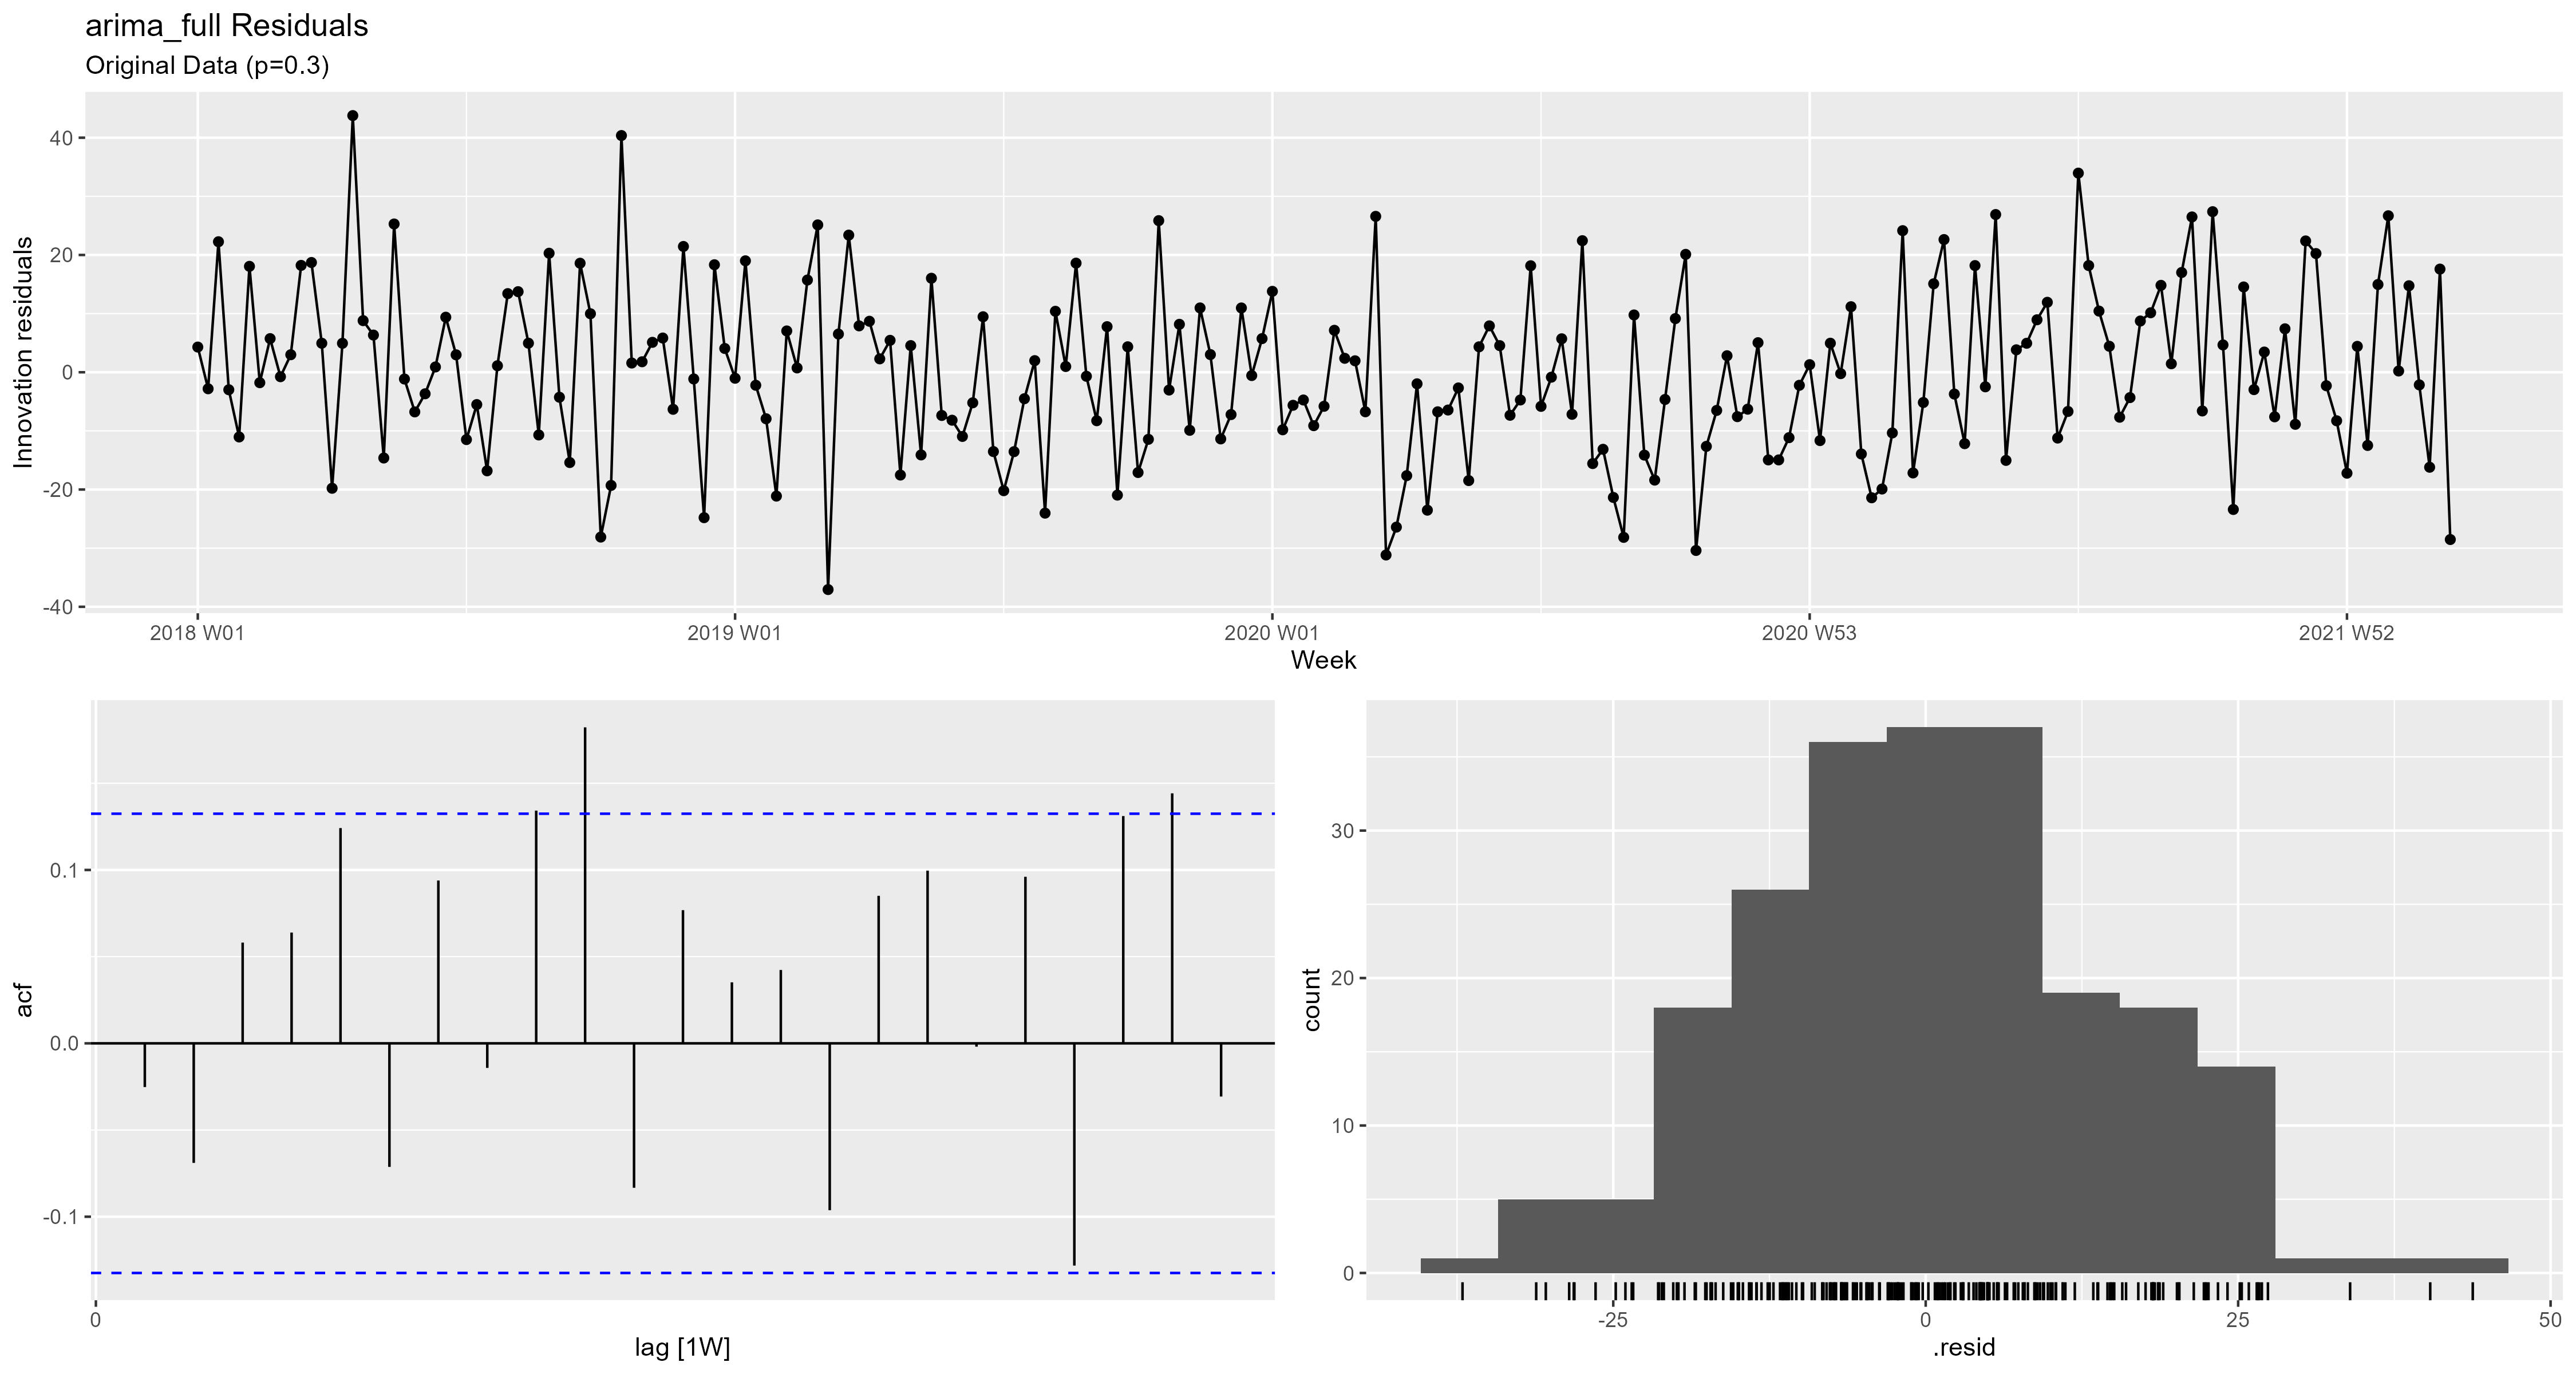 arima_full Residuals
Original Data (p=0.3)
Innovation residuals
40
20
0
-20
-40
2018 W01
2019 W01
2020 W01
2020 W53
2021 W52
Week
acf
0.1
0.0
-0.1
0
lag [1W]
count
30
20
10
0
-25
0
25
50
.resid